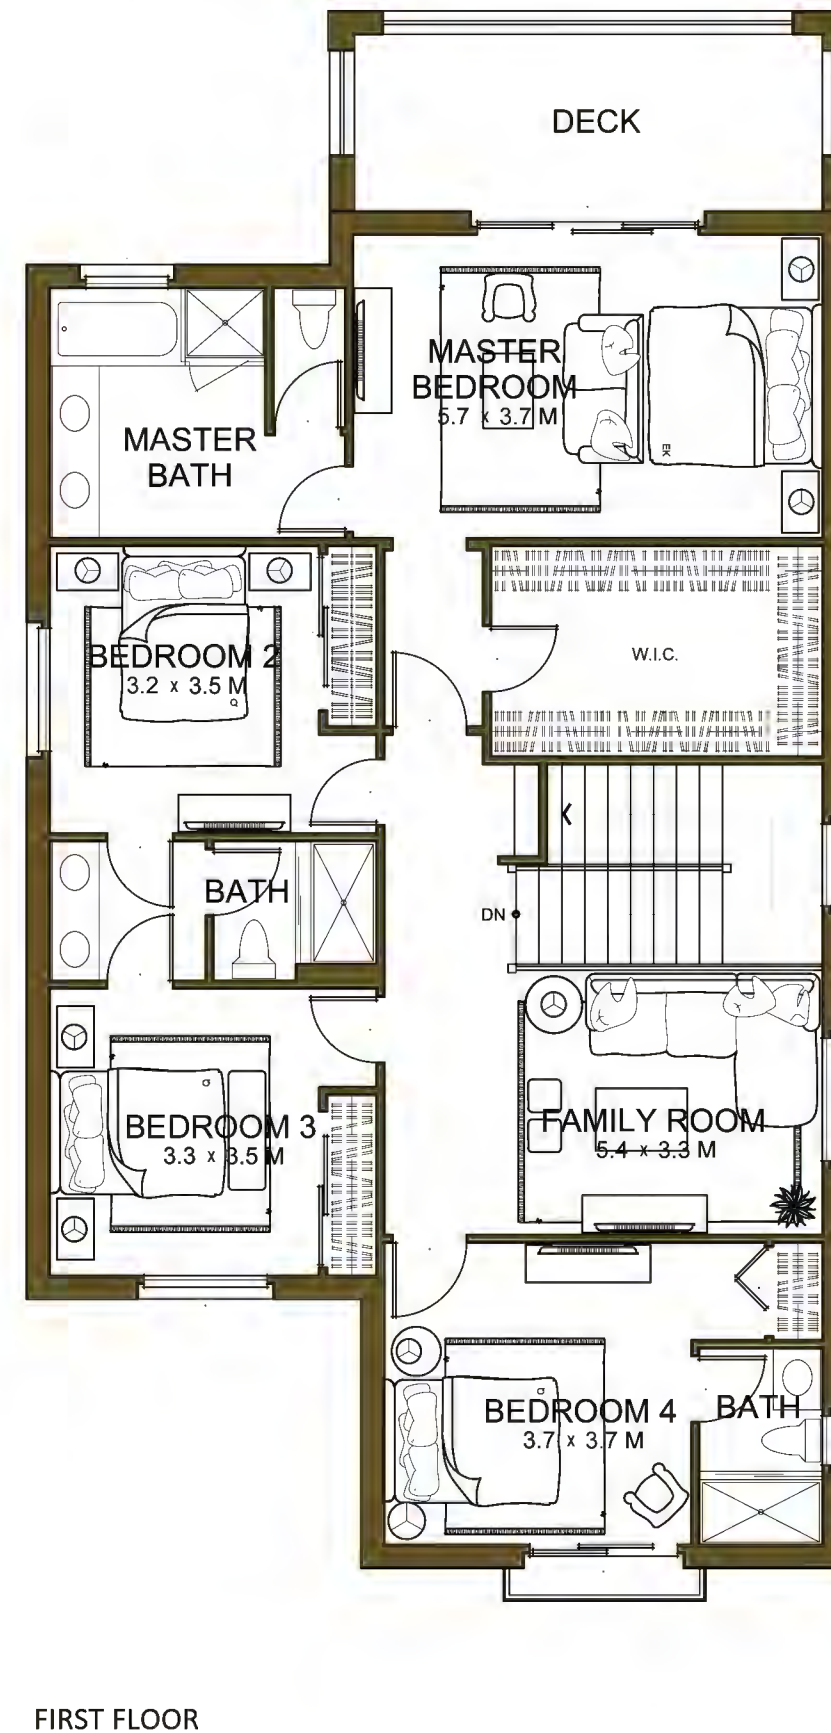 DECK
MASTER
BEDROOM
5.7 x 3.7 M
EK
MASTER
BATH
BEDROOM 2
3.2 x 3.5 M
Q
W.I.C.
BATH
DN
BEDROOM 3
3.3 x 3.5 M
Q
FAMILY ROOM
5.4 x 3.3 M
BEDROOM 4
3.7 x 3.7 M
Q
BATH
FIRST FLOOR